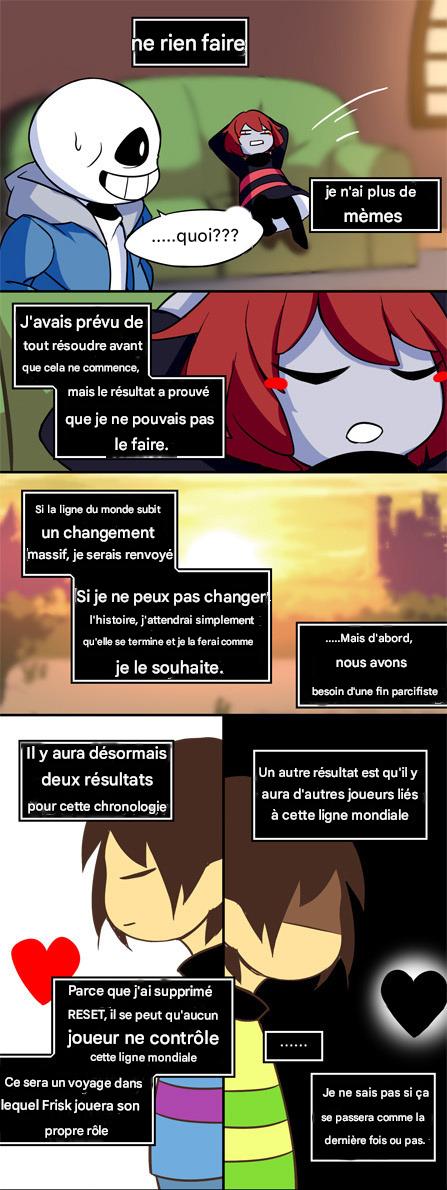 ne rien faire
je n'ai plus de
mèmes
.....quoi???
J'avais prévu de
tout résoudre avant
que cela ne commence,
mais le résultat a prouvé
que je ne pouvais pas
le faire.
Si la ligne du monde subit
un changement
massif, je serais renvoyé
Si je ne peux pas changer
l'histoire, j'attendrai simplement
qu'elle se termine et je la ferai comme
je le souhaite.
.....Mais d'abord,
nous avons
besoin d'une fin parcifiste
Il y aura désormais
deux résultats
pour cette chronologie
Un autre résultat est qu'il y
aura d'autres joueurs liés
à cette ligne mondiale
Parce que j'ai supprimé
RESET, il se peut qu'aucun
joueur ne contrôle
cette ligne mondiale
Ce sera un voyage dans
lequel Frisk jouera son
propre rôle
......
Je ne sais pas si ça
se passera comme la
dernière fois ou pas.